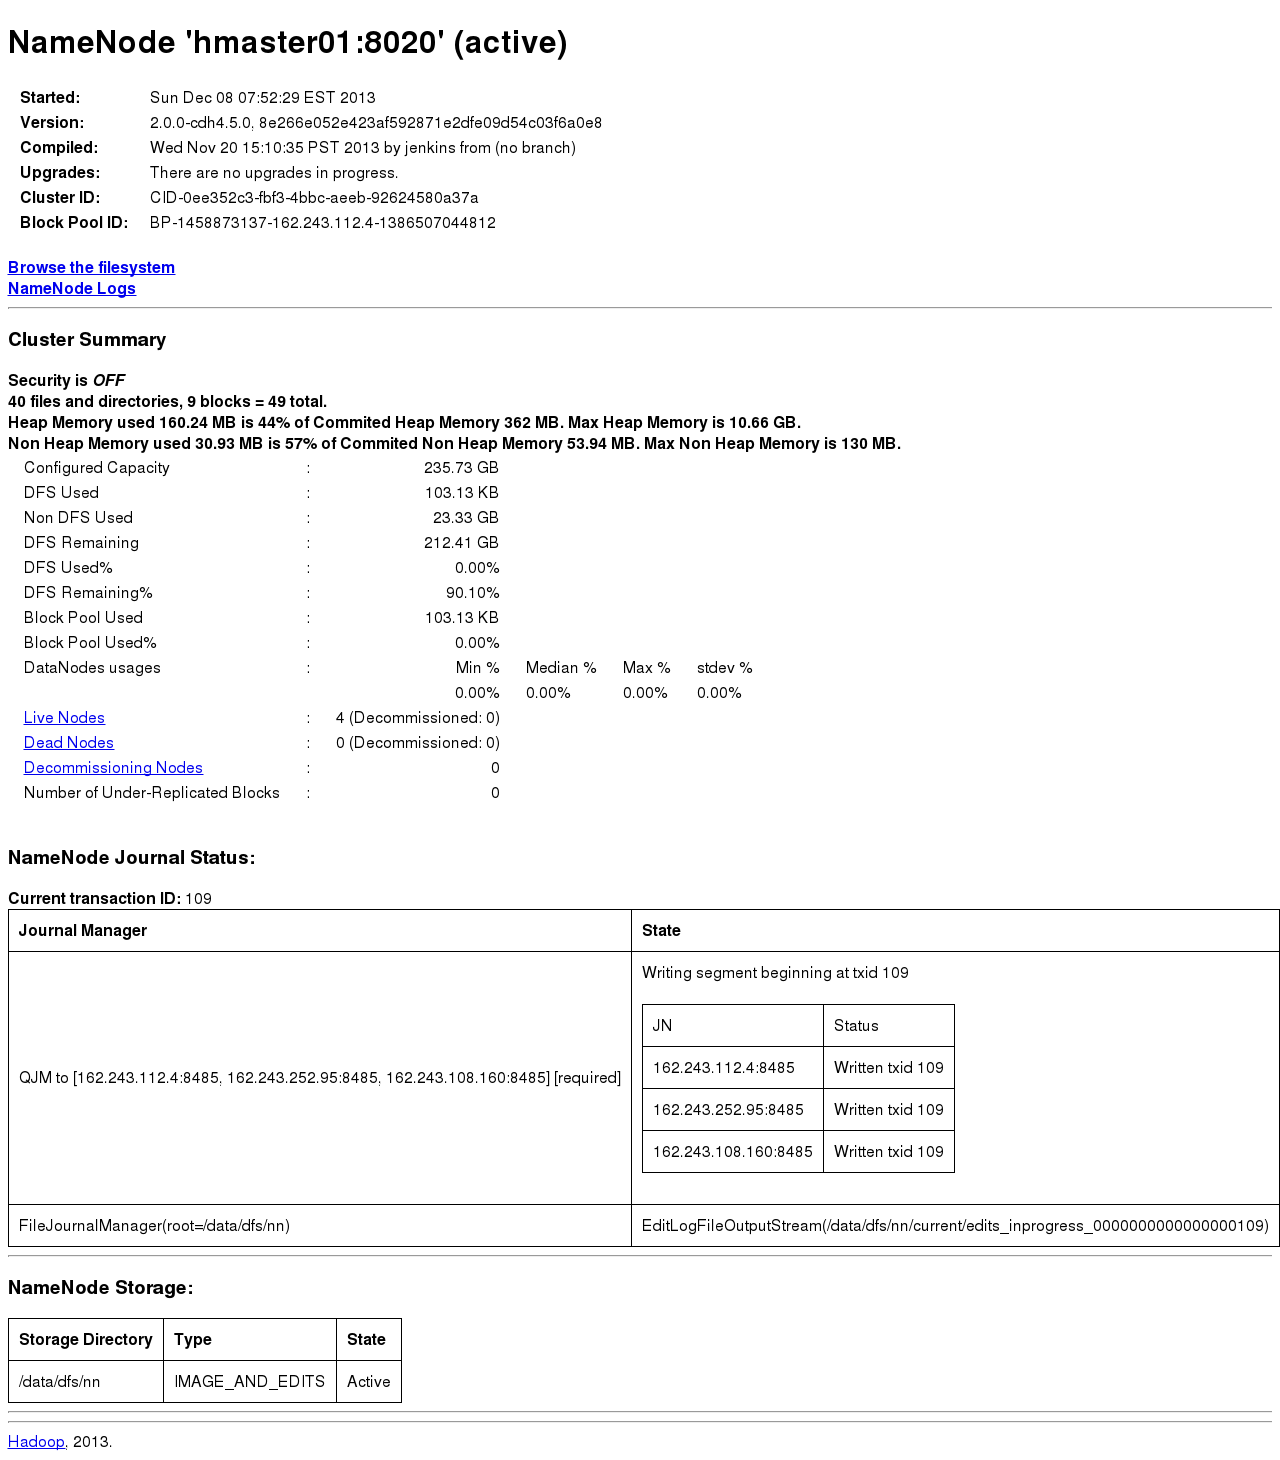 NameNode 'hmaster01:8020' (active)
Started: Sun Dec 08 07:52:29 EST 2013
Version: 2.0.0-cdh4.5.0, 8e266e052e423af592871e2dfe09d54c03f6a0e8
Compiled: Wed Nov 20 15:10:35 PST 2013 by jenkins from (no branch)
Upgrades: There are no upgrades in progress.
Cluster ID: CID-0ee352c3-fbf3-4bbc-aeeb-92624580a37a
Block Pool ID: BP-1458873137-162.243.112.4-1386507044812
Browse the filesystem
NameNode Logs
Cluster Summary
Security is OFF
40 files and directories, 9 blocks = 49 total.
Heap Memory used 160.24 MB is 44% of Commited Heap Memory 362 MB. Max Heap Memory is 10.66 GB.
Non Heap Memory used 30.93 MB is 57% of Commited Non Heap Memory 53.94 MB. Max Non Heap Memory is 130 MB.
Configured Capacity : 235.73 GB
DFS Used : 103.13 KB
Non DFS Used : 23.33 GB
DFS Remaining : 212.41 GB
DFS Used% : 0.00%
DFS Remaining% : 90.10%
Block Pool Used : 103.13 KB
Block Pool Used% : 0.00%
DataNodes usages : Min % Median % Max % stdev %
0.00% 0.00% 0.00% 0.00%
Live Nodes : 4 (Decommissioned: 0)
Dead Nodes : 0 (Decommissioned: 0)
Decommissioning Nodes : 0
Number of Under-Replicated Blocks : 0
NameNode Journal Status:
Current transaction ID: 109
Journal Manager State
QJM to [162.243.112.4:8485, 162.243.252.95:8485, 162.243.108.160:8485] [required]
Writing segment beginning at txid 109
JN Status
162.243.112.4:8485 Written txid 109
162.243.252.95:8485 Written txid 109
162.243.108.160:8485 Written txid 109
FileJournalManager(root=/data/dfs/nn) EditLogFileOutputStream(/data/dfs/nn/current/edits_inprogress_0000000000000000109)
NameNode Storage:
Storage Directory Type State
/data/dfs/nn IMAGE_AND_EDITS Active
Hadoop, 2013.